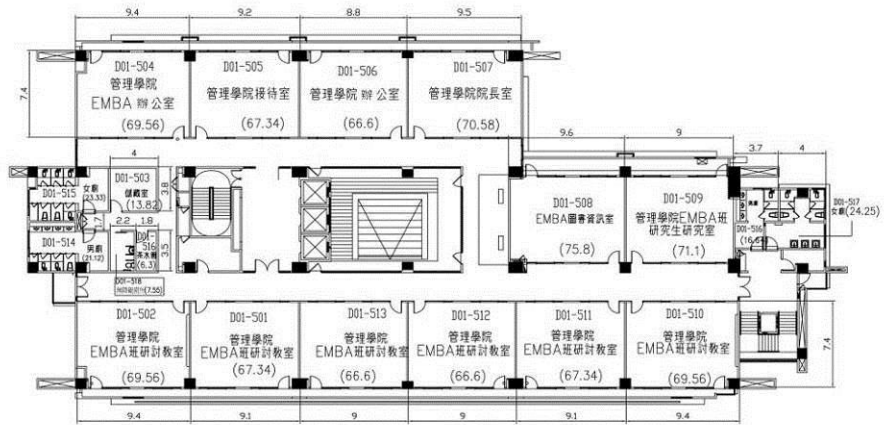 9.4 9.2 8.8 9.5
D01-504
管理學院
EMBA 辦公室
(69.56)
D01-505
管理學院接待室
(67.34)
D01-506
管理學院 辦公室
(66.6)
D01-507
管理學院院長室
(70.58)
7.4
9.6 9 3.7 4
4
D01-503
儲藏室
(13.82)
3.8
D01-515
女廁
(23.33)
1.7
2.2 1.8
D01-514
男廁
(21.12)
D01-516
茶水間
(6.3)
3.5
D01-518
(7.55)
D01-508
EMBA圖書資訊室
(75.8)
D01-509
管理學院EMBA班
研究生研究室
(71.1)
男廁
D01-516
D01-517
女廁(24.25)
D01-502
管理學院
EMBA班研討教室
(69.56)
D01-501
管理學院
EMBA班研討教室
(67.34)
D01-513
管理學院
EMBA班研討教室
(66.6)
D01-512
管理學院
EMBA班研討教室
(66.6)
D01-511
管理學院
EMBA班研討教室
(67.34)
D01-510
管理學院
EMBA班研討教室
(69.56)
7.4
9.4 9.1 9 9 9.1 9.4